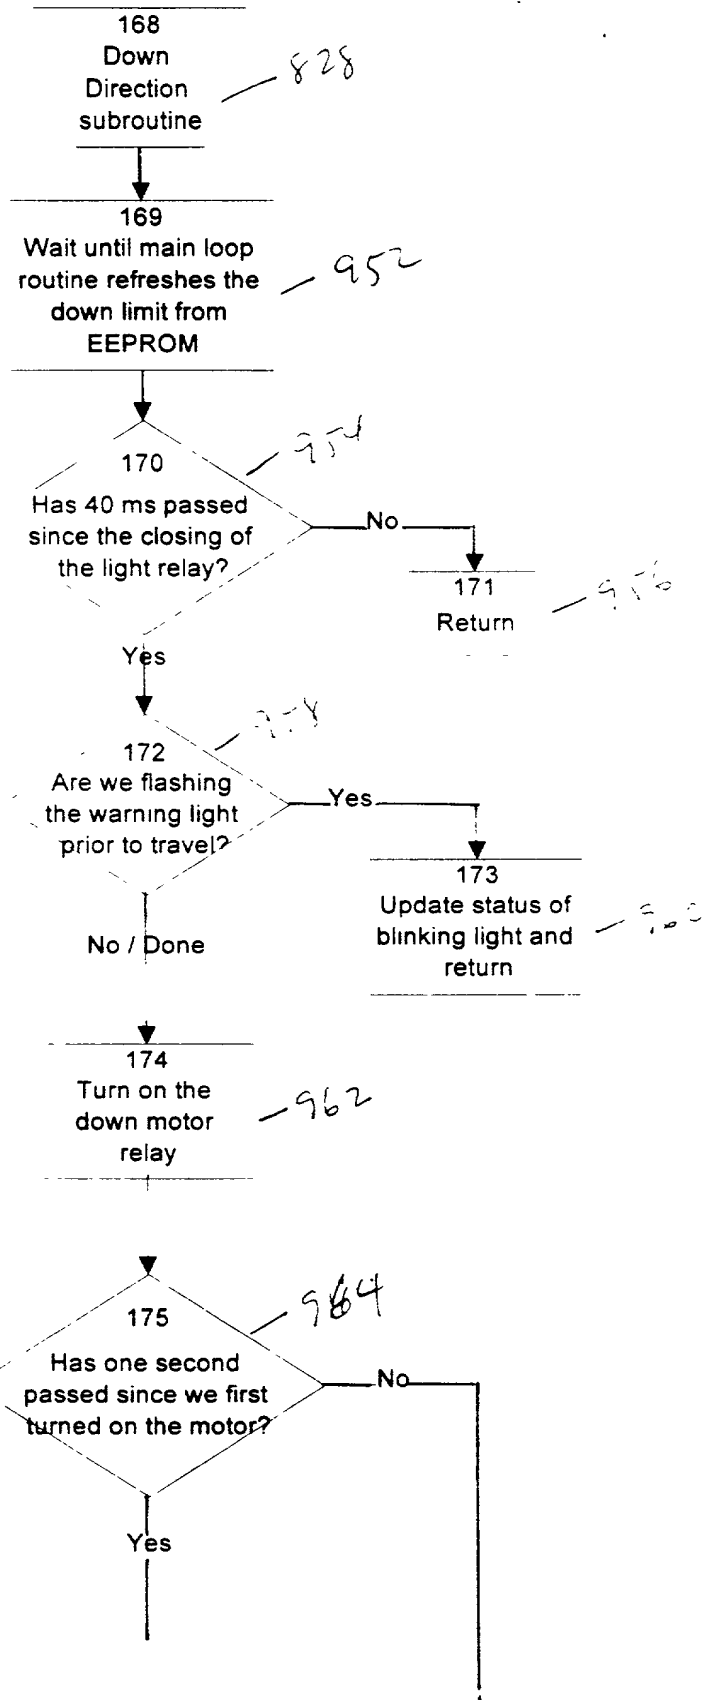 168
Down
Direction
subroutine
828
169
Wait until main loop
routine refreshes the
down limit from
EEPROM
952
170
Has 40 ms passed
since the closing of
the light relay?
954
No
171
Return
956
Yes
172
Are we flashing
the warning light
prior to travel?
958
Yes
173
Update status of
blinking light and
return
No / Done
174
Turn on the
down motor
relay
962
175
Has one second
passed since we first
turned on the motor?
964
No
Yes